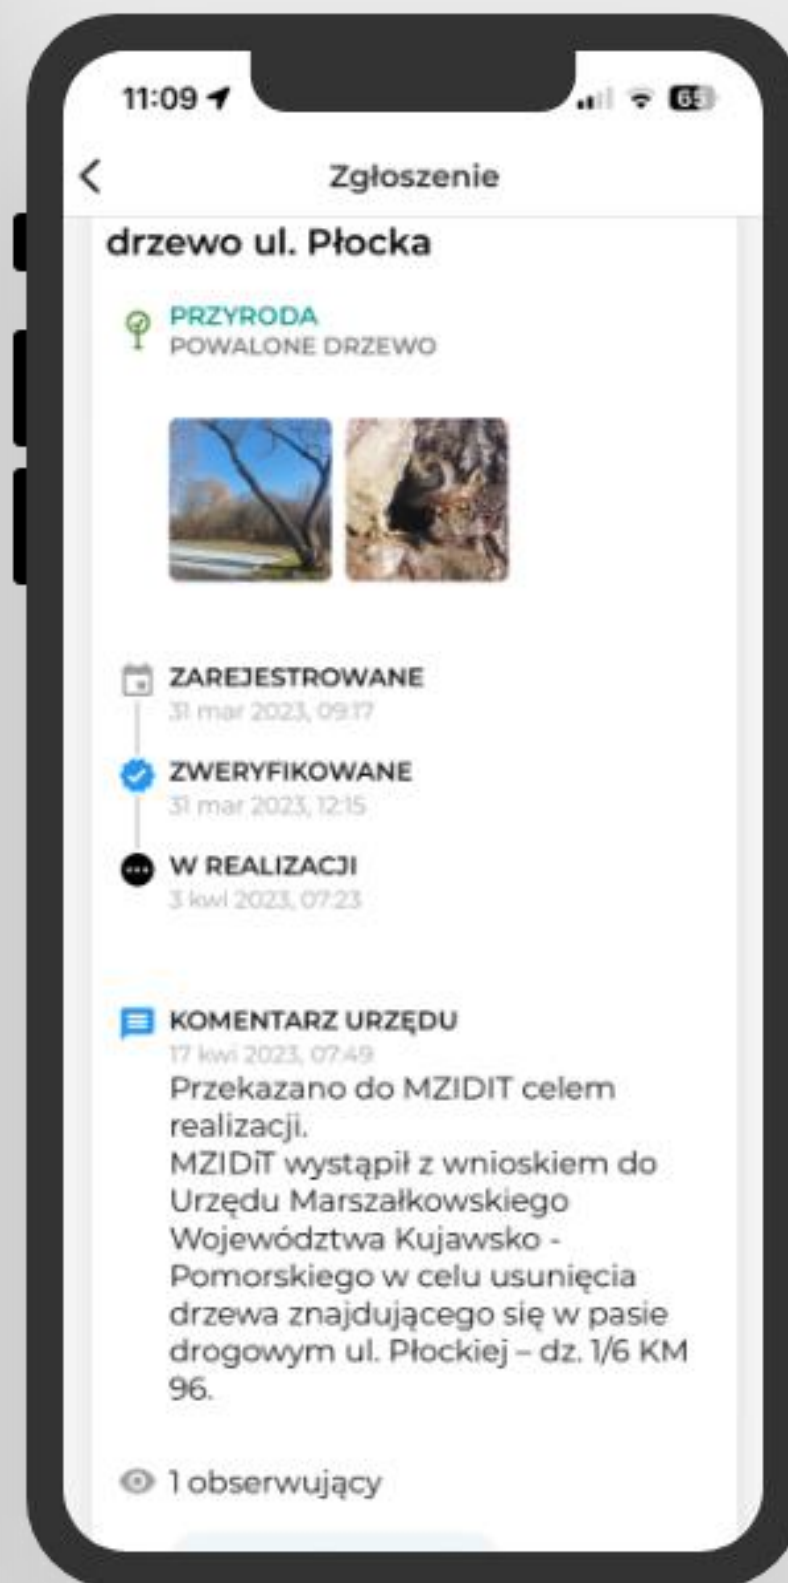 11:09
65
Zgłoszenie
drzewo ul. Płocka
PRZYRODA
POWALONE DRZEWO
ZAREJESTROWANE
31 mar 2023, 09:17
ZWERYFIKOWANE
31 mar 2023, 12:15
W REALIZACJI
3 kwi 2023, 07:23
KOMENTARZ URZĘDU
17 kwi 2023, 07:49
Przekazano do MZIDIT celem
realizacji.
MZIDiT wystąpił z wnioskiem do
Urzędu Marszałkowskiego
Województwa Kujawsko -
Pomorskiego w celu usunięcia
drzewa znajdującego się w pasie
drogowym ul. Płockiej – dz. 1/6 KM
96.
1 obserwujący